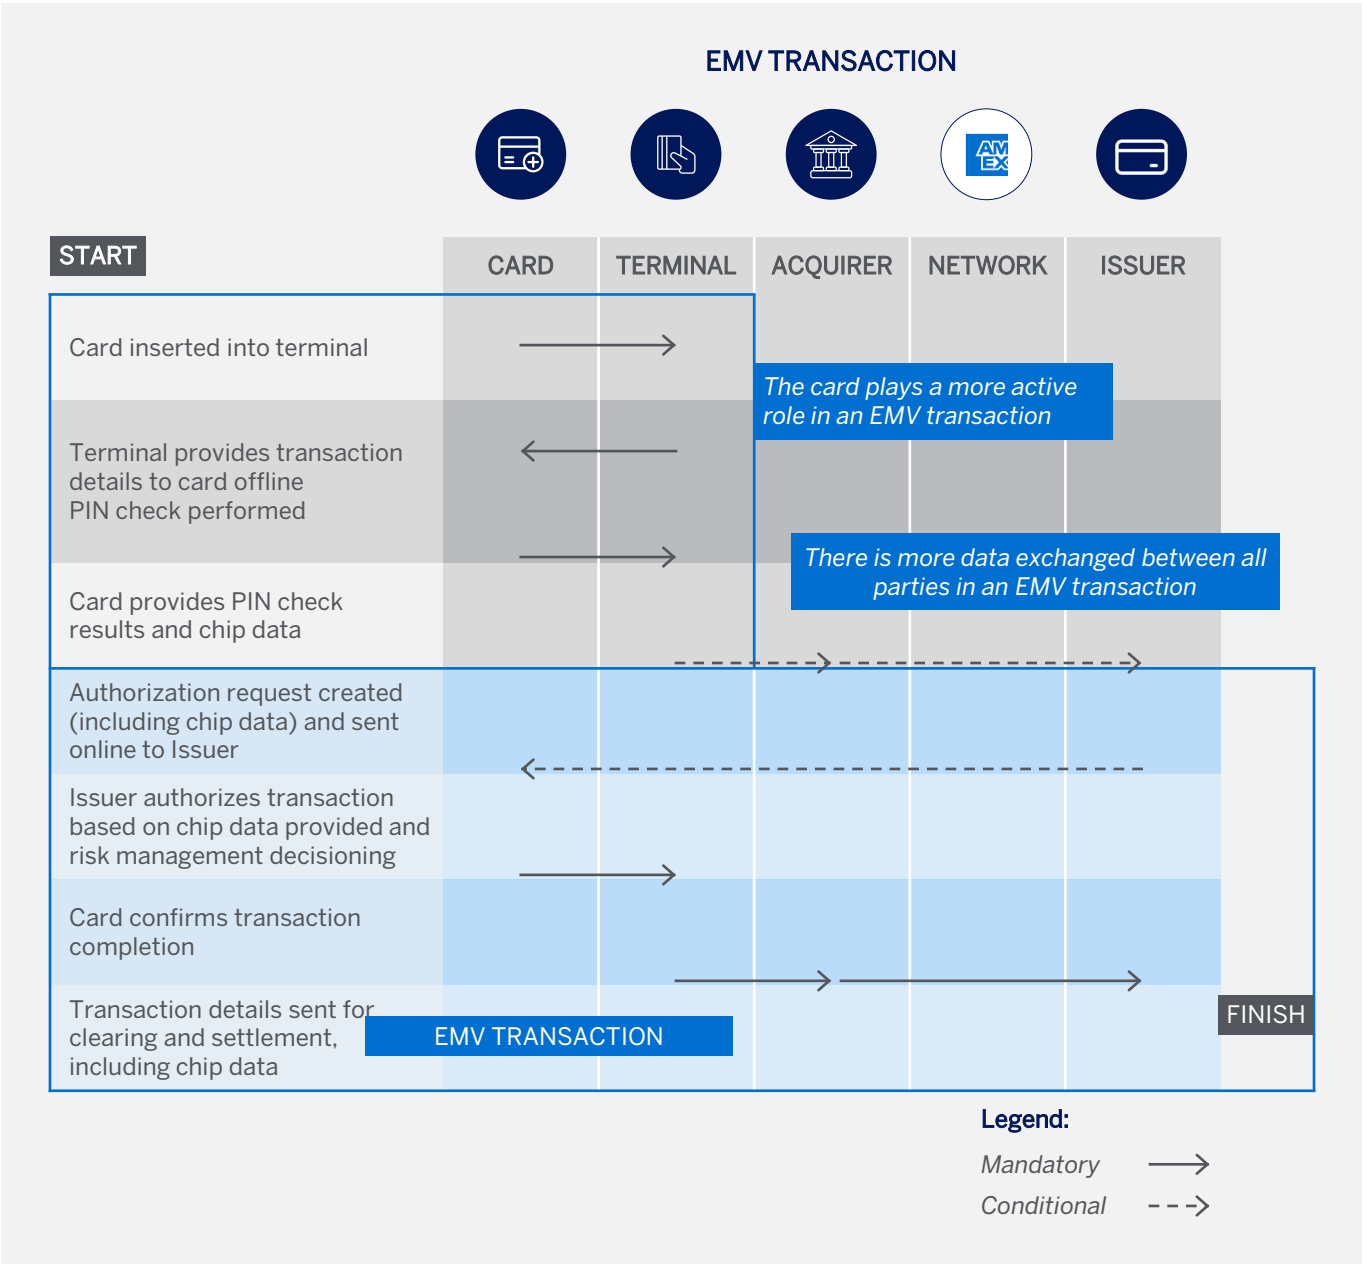 EMV TRANSACTION
AM
EX
START
CARD
TERMINAL
ACQUIRER
NETWORK
ISSUER
Card inserted into terminal
The card plays a more active
role in an EMV transaction
Terminal provides transaction
details to card offline
PIN check performed
There is more data exchanged between all
parties in an EMV transaction
Card provides PIN check
results and chip data
Authorization request created
(including chip data) and sent
online to Issuer
Issuer authorizes transaction
based on chip data provided and
risk management decisioning
Card confirms transaction
completion
Transaction details sent for
clearing and settlement,
including chip data
EMV TRANSACTION
FINISH
Legend:
Mandatory
Conditional